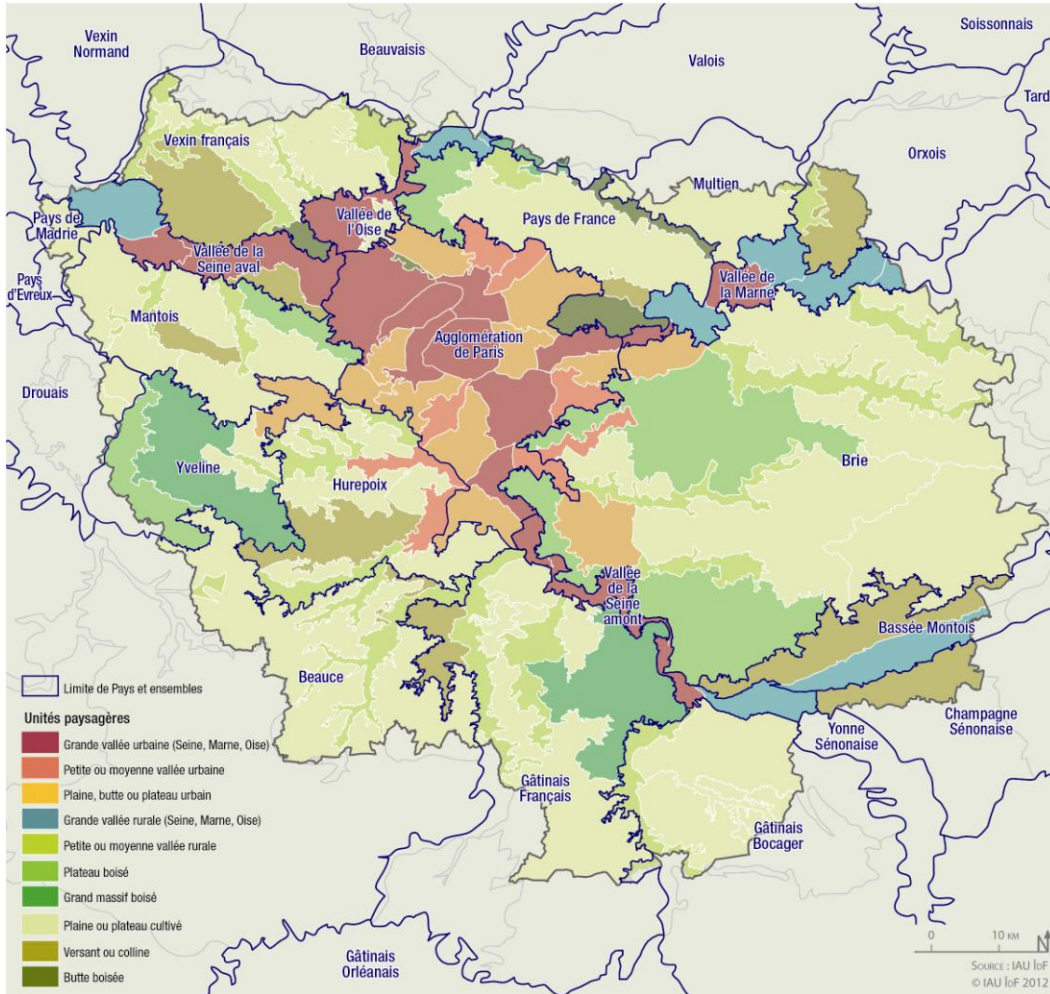 Vexin
Normand
Beauvaisis
Valois
Soissonnais
Tard
Orxois
Vexin français
Multien
Pays de
Madrie
Vallée de
l'Oise
Pays de France
Vallée de la
Seine aval
Vallée de
la Marne
Pays
d'Evreux
Mantois
Agglomération
de Paris
Drouais
Yveline
Hurepoix
Brie
Vallée
de la
Seine
amont
Bassée Montois
Beauce
Yonne
Sénonaise
Champagne
Sénonaise
Gâtinais
Français
Gâtinais
Bocager
Gâtinais
Orléanais
Limite de Pays et ensembles
Unités paysagères
Grande vallée urbaine (Seine, Marne, Oise)
Petite ou moyenne vallée urbaine
Plaine, butte ou plateau urbain
Grande vallée rurale (Seine, Marne, Oise)
Petite ou moyenne vallée rurale
Plateau boisé
Grand massif boisé
Plaine ou plateau cultivé
Versant ou colline
Butte boisée
0 10 KM N
SOURCE : IAU ÎDF
© IAU ÎDF 2012